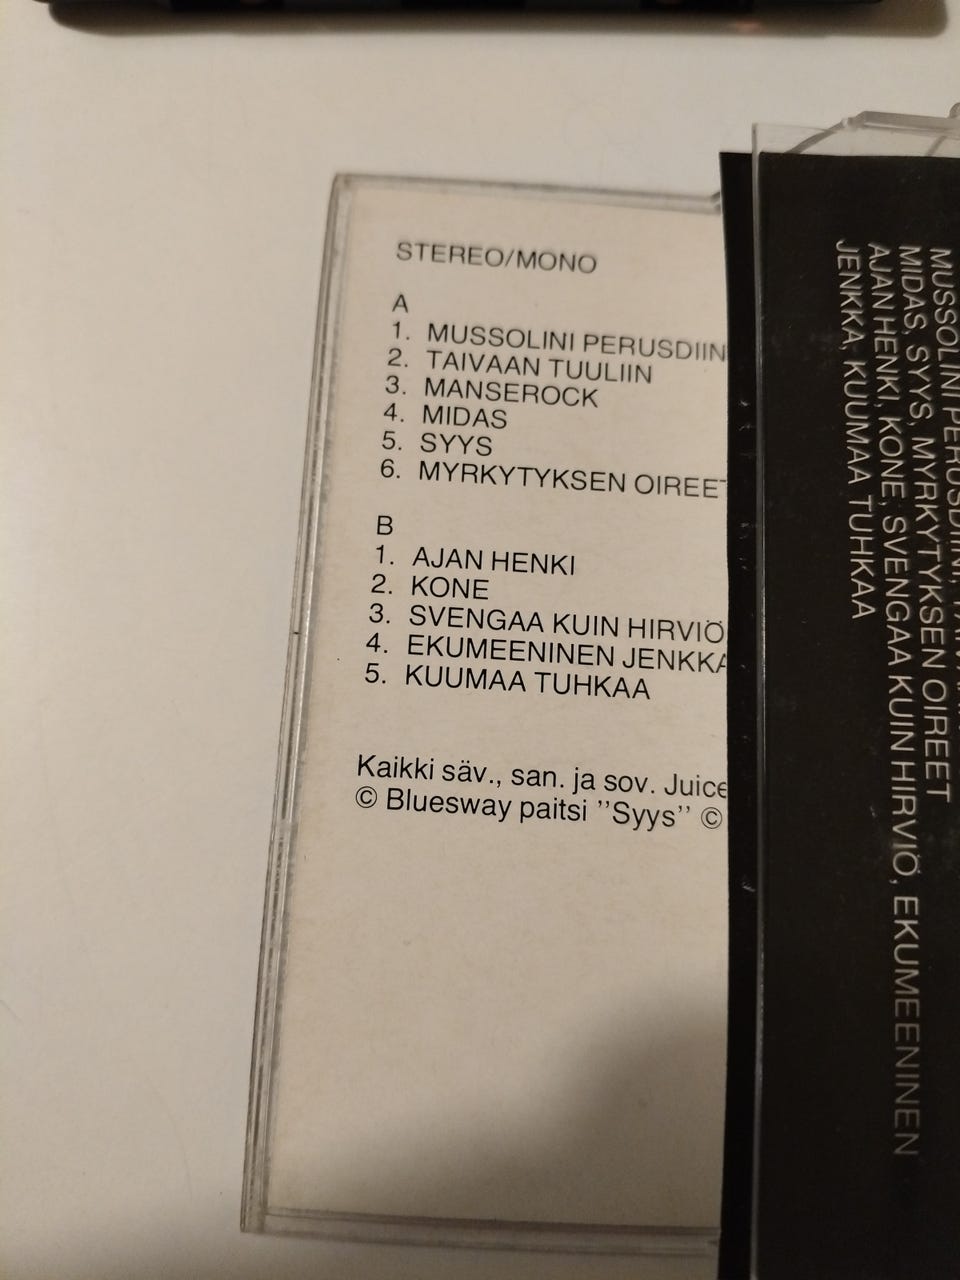 STEREO/MONO
A
1. MUSSOLINI PERUSDIIN
2. TAIVAAN TUULIIN
3. MANSEROCK
4. MIDAS
5. SYYS
6. MYRKYTYKSEN OIREET
B
1. AJAN HENKI
2. KONE
3. SVENGAA KUIN HIRVIÖ
4. EKUMEENINEN JENKKA
5. KUUMAA TUHKAA
Kaikki säv., san. ja sov. Juice
© Bluesway paitsi ”Syys” ©
MUSSOLINI PERUSDIINI,
MIDAS, SYYS, MYRKYTYKSEN OIREET
AJAN HENKI, KONE, SVENGAA KUIN HIRVIÖ, EKUMEENINEN
JENKKA, KUUMAA TUHKAA